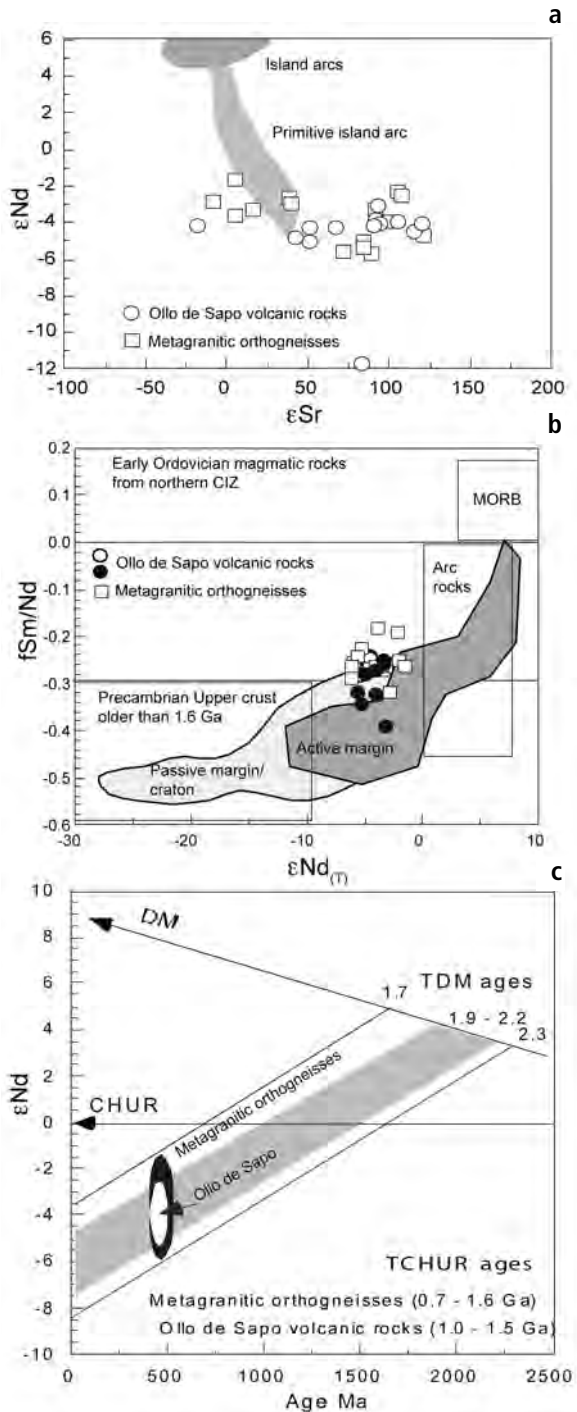 a
6
4
2
0
-2
-4
-6
-8
-10
-12
εNd
Island arcs
Primitive island arc
Ollo de Sapo volcanic rocks
Metagranitic orthogneisses
-100 -50 0 50 100 150 200
εSr
b
0.2
0.1
0.0
-0.1
-0.2
-0.3
-0.4
-0.5
-0.6
fSm/Nd
Early Ordovician magmatic rocks
from northern CIZ
MORB
Ollo de Sapo volcanic rocks
Metagranitic orthogneisses
Arc
rocks
Precambrian Upper crust
older than 1.6 Ga
Active margin
Passive margin/
craton
-30 -20 -10 0 10
εNd(T)
c
10
8
6
4
2
0
-2
-4
-6
-8
-10
εNd
DM
1.7
TDM ages
1.9 - 2.2
2.3
CHUR
Metagranitic orthogneisses
Ollo de Sapo
TCHUR ages
Metagranitic orthogneisses (0.7 - 1.6 Ga)
Ollo de Sapo volcanic rocks (1.0 - 1.5 Ga)
0 500 1000 1500 2000 2500
Age Ma